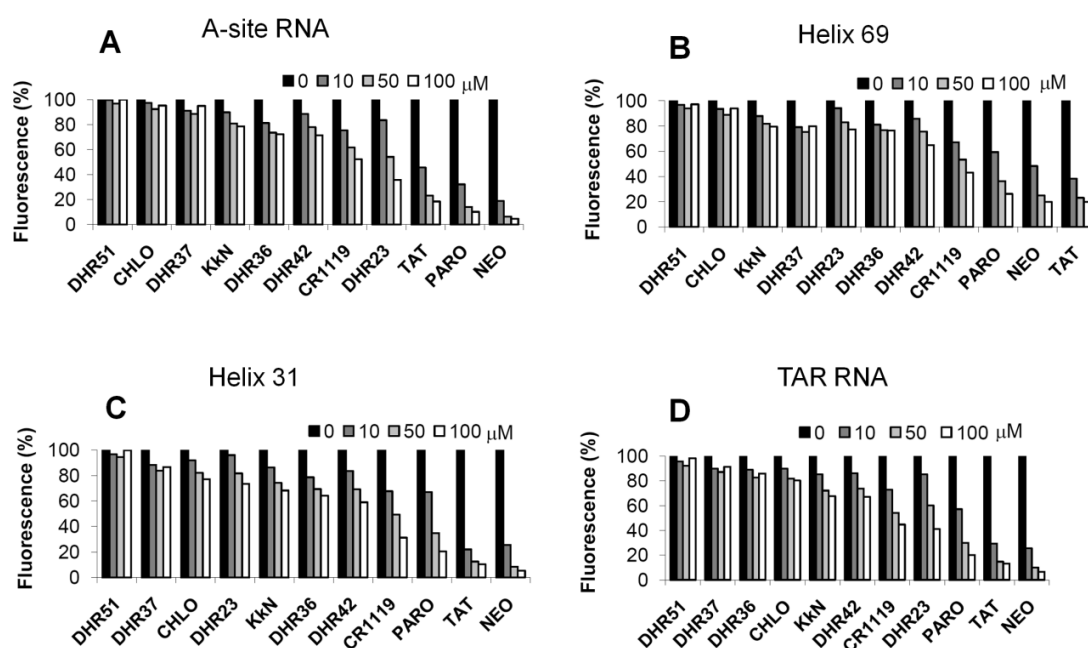 A
A-site RNA
0 10 50 100 μM
Fluorescence (%)
100
80
60
40
20
0
DHR51 CHLO DHR37 KkN DHR36 DHR42 CR1119 DHR23 TAT PARO NEO
B
Helix 69
0 10 50 100 μM
Fluorescence (%)
100
80
60
40
20
0
DHR51 CHLO KkN DHR37 DHR23 DHR36 DHR42 CR1119 PARO NEO TAT
C
Helix 31
0 10 50 100 μM
Fluorescence (%)
100
80
60
40
20
0
DHR51 DHR37 CHLO DHR23 KkN DHR36 DHR42 CR1119 PARO TAT NEO
D
TAR RNA
0 10 50 100 μM
Fluorescence (%)
100
80
60
40
20
0
DHR51 DHR37 DHR36 CHLO KkN DHR42 CR1119 DHR23 PARO TAT NEO